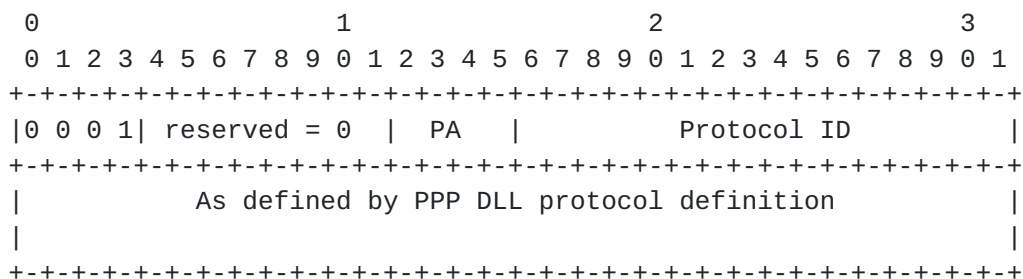 0                   1                   2                   3
 0 1 2 3 4 5 6 7 8 9 0 1 2 3 4 5 6 7 8 9 0 1 2 3 4 5 6 7 8 9 0 1
+-+-+-+-+-+-+-+-+-+-+-+-+-+-+-+-+-+-+-+-+-+-+-+-+-+-+-+-+-+-+-+-+
|0 0 0 1| reserved = 0  |  PA   |          Protocol ID          |
+-+-+-+-+-+-+-+-+-+-+-+-+-+-+-+-+-+-+-+-+-+-+-+-+-+-+-+-+-+-+-+-+
|           As defined by PPP DLL protocol definition           |
|                                                               |
+-+-+-+-+-+-+-+-+-+-+-+-+-+-+-+-+-+-+-+-+-+-+-+-+-+-+-+-+-+-+-+-+